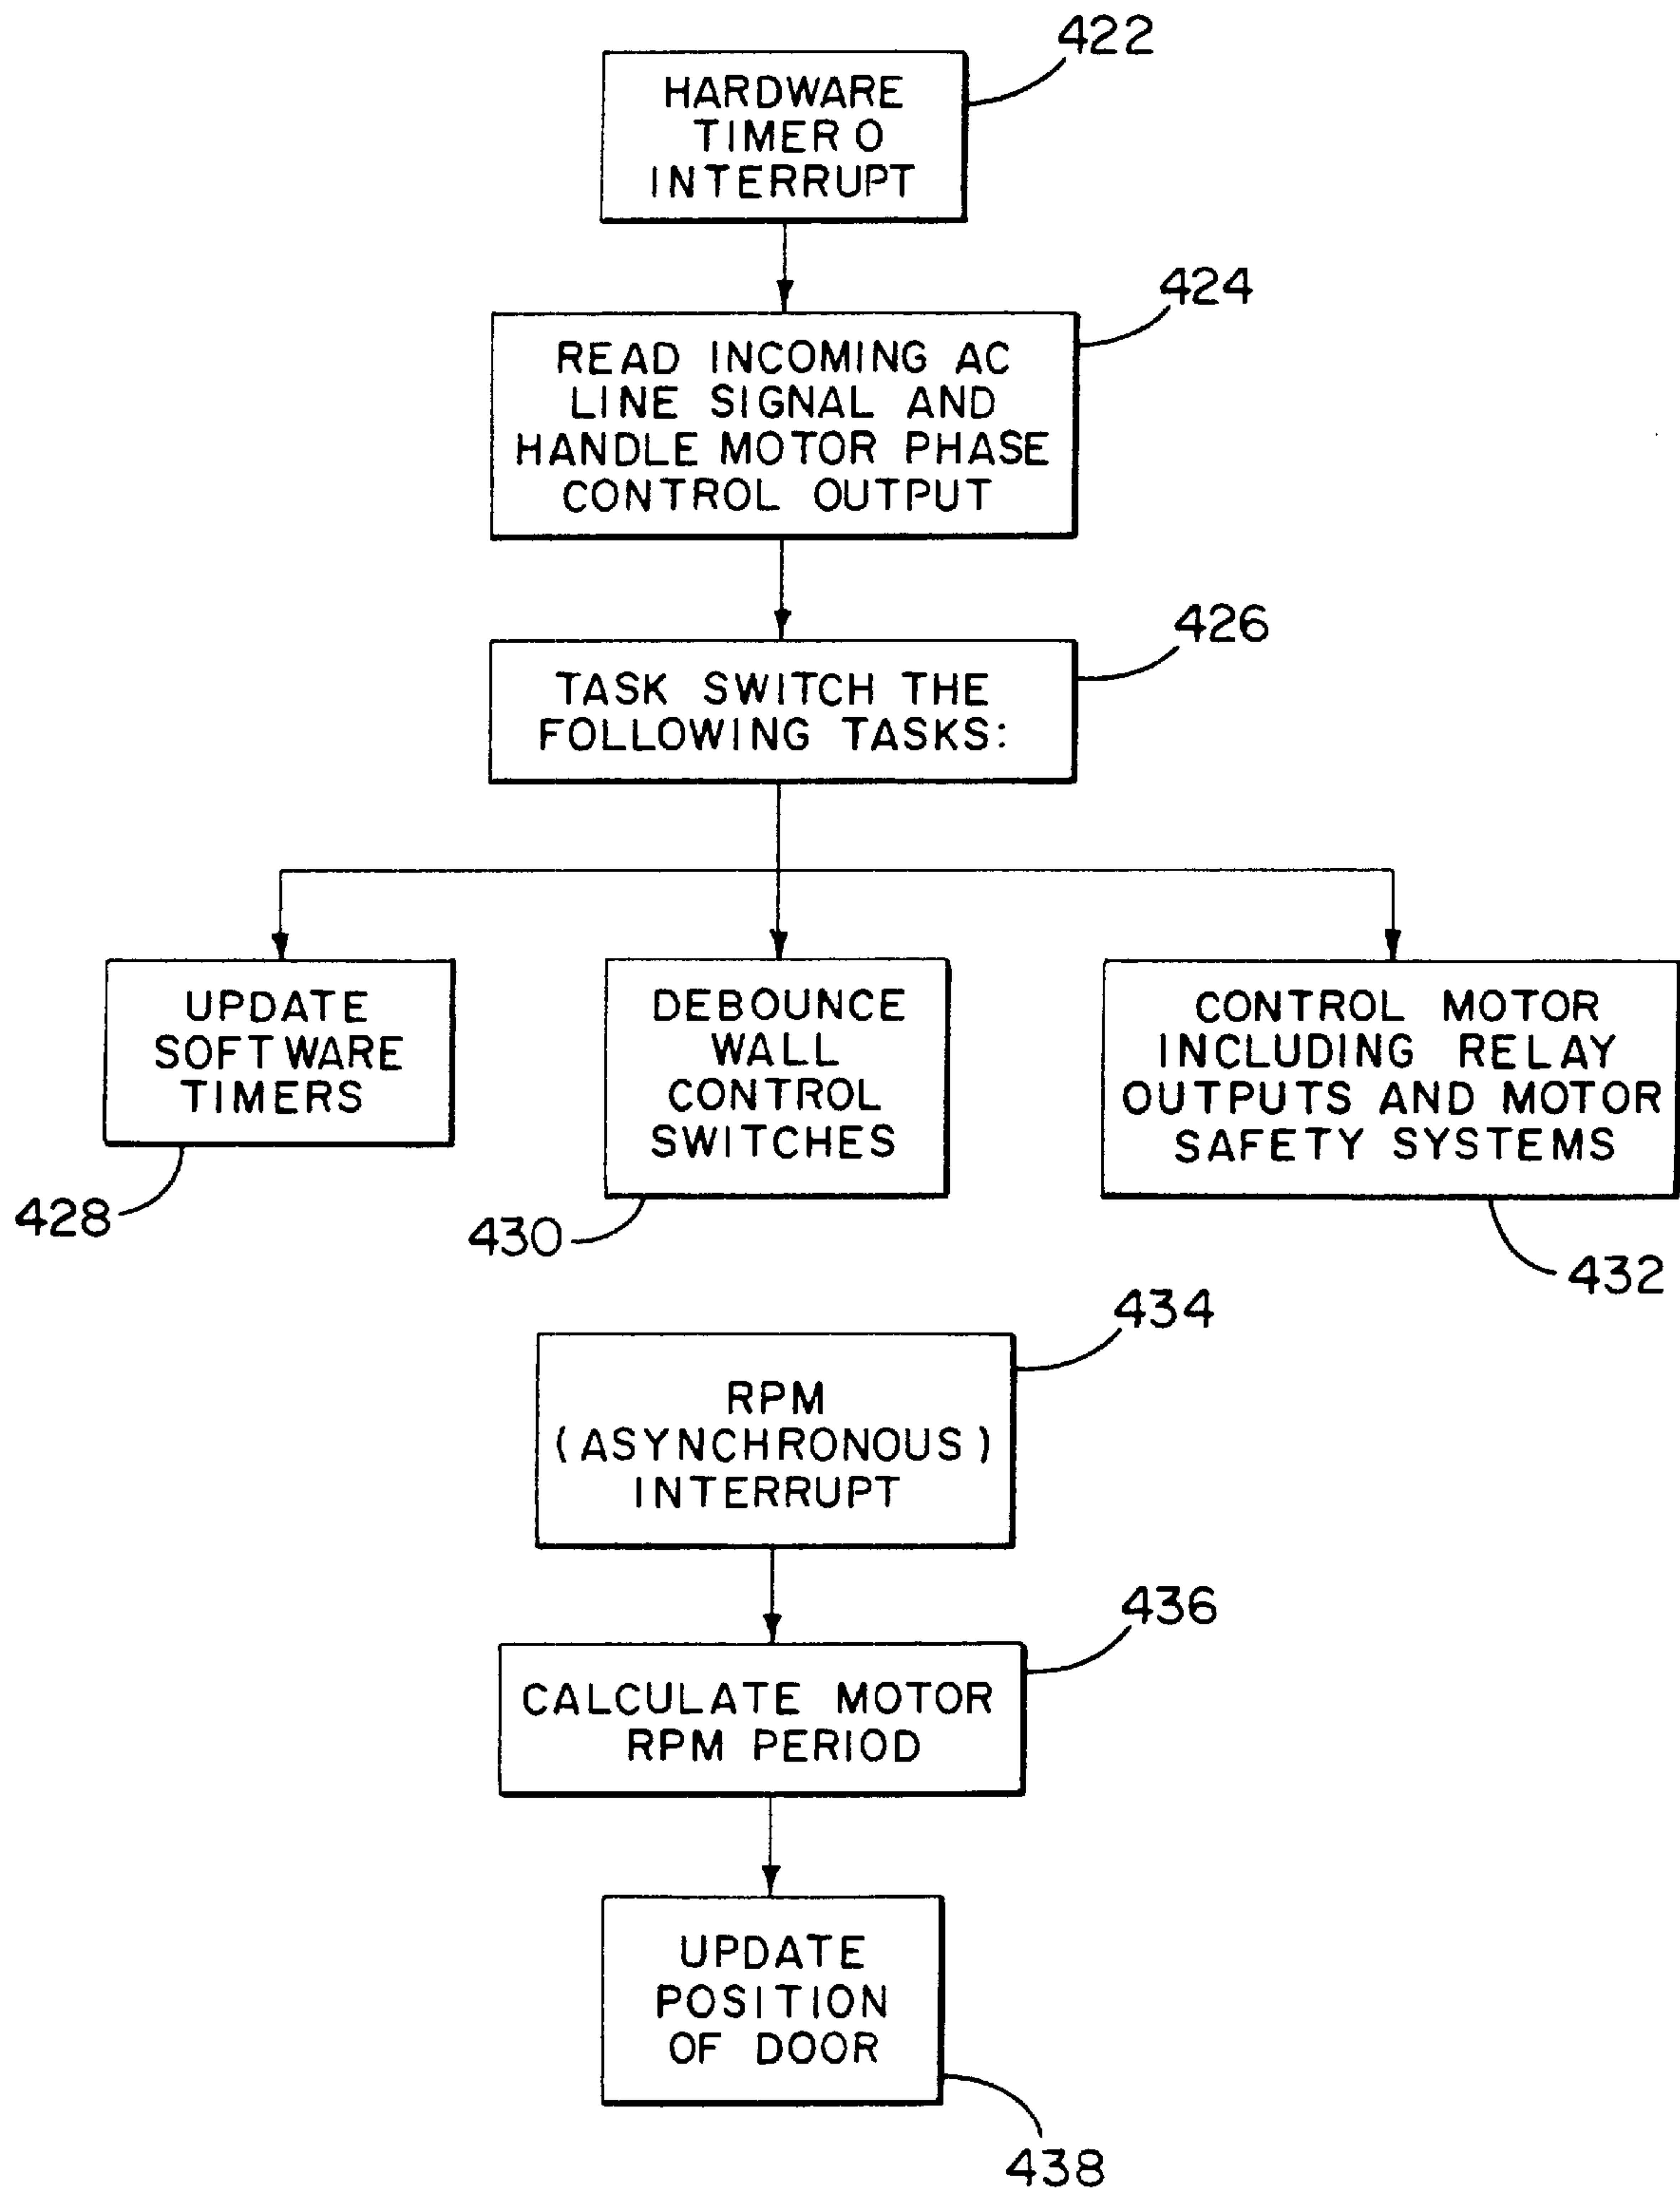 422
HARDWARE
TIMER 0
INTERRUPT
424
READ INCOMING AC
LINE SIGNAL AND
HANDLE MOTOR PHASE
CONTROL OUTPUT
426
TASK SWITCH THE
FOLLOWING TASKS:
UPDATE
SOFTWARE
TIMERS
428
DEBOUNCE
WALL
CONTROL
SWITCHES
430
CONTROL MOTOR
INCLUDING RELAY
OUTPUTS AND MOTOR
SAFETY SYSTEMS
432
434
RPM
(ASYNCHRONOUS)
INTERRUPT
436
CALCULATE MOTOR
RPM PERIOD
UPDATE
POSITION
OF DOOR
438